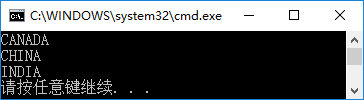 C:\WINDOWS\system32\cmd.exe
CANADA
CHINA
INDIA
请按任意键继续. . .